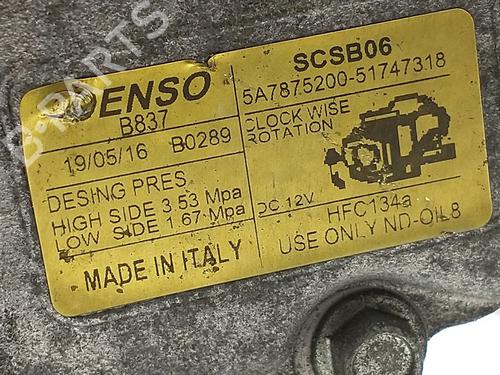 DENSO
B837
19/05/16 B0289
DESING PRES.
HIGH SIDE 3.53 Mpa
LOW SIDE 1.67 Mpa
MADE IN ITALY
SCSB06
5A7875200-51747318
CLOCK WISE
ROTATION
DC 12V
HFC134a
USE ONLY ND-OIL8
B-PARTS